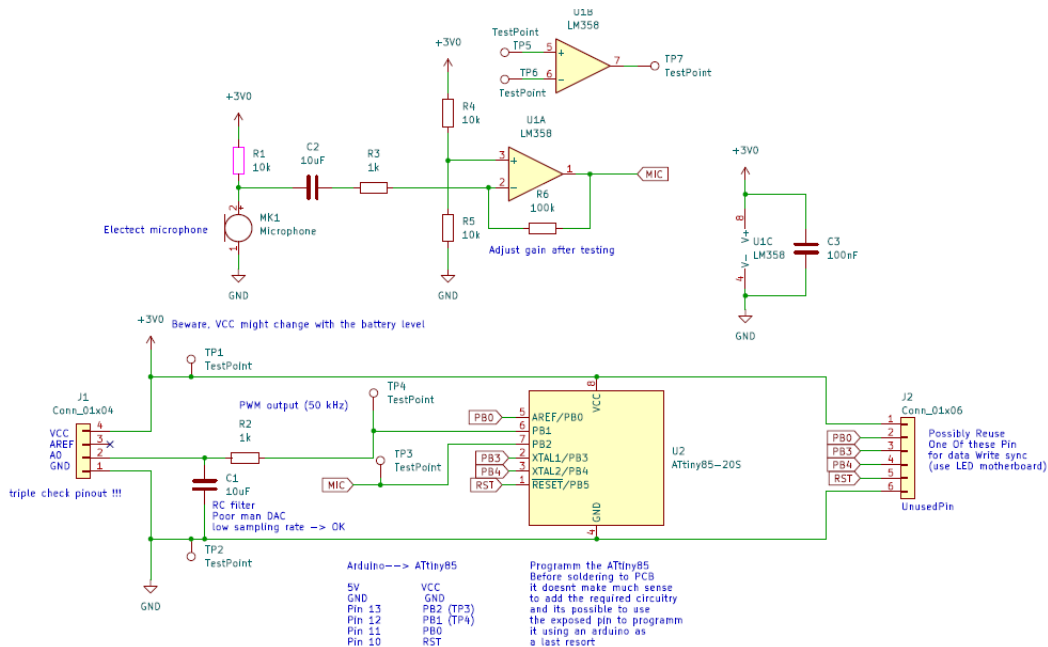 U1B
LM358
TestPoint
TP5
5
+
TP6
6
−
TestPoint
7
TP7
TestPoint
+3V0
R4
10k
U1A
LM358
3
+
2
−
1
MIC
R6
100k
R5
10k
Adjust gain after testing
GND
+3V0
R1
10k
C2
10uF
R3
1k
2
+
MK1
Microphone
1
Electect microphone
GND
+3V0
8
V+
U1C
LM358
V−
4
C3
100nF
GND
+3V0
Beware, VCC might change with the battery level
TP1
TestPoint
J1
Conn_01x04
VCC
4
AREF
3
A0
2
GND
1
triple check pinout !!!
PWM output (50 kHz)
R2
1k
TP4
TestPoint
TP3
TestPoint
MIC
C1
10uF
RC filter
Poor man DAC
low sampling rate −> OK
TP2
TestPoint
GND
8
VCC
PB0
5
AREF/PB0
6
PB1
7
PB2
PB3
2
XTAL1/PB3
PB4
3
XTAL2/PB4
RST
1
RESET/PB5
GND
4
U2
ATtiny85-20S
J2
Conn_01x06
1
PB0
2
PB3
3
PB4
4
RST
5
6
Possibly Reuse
One Of these Pin
for data Write sync
(use LED motherboard)
UnusedPin
Arduino−−> ATtiny85
5V VCC
GND GND
Pin 13 PB2 (TP3)
Pin 12 PB1 (TP4)
Pin 11 PB0
Pin 10 RST
Programm the ATtiny85
Before soldering to PCB
it doesnt make much sense
to add the required circuitry
and its possible to use
the exposed pin to programm
it using an arduino as
a last resort